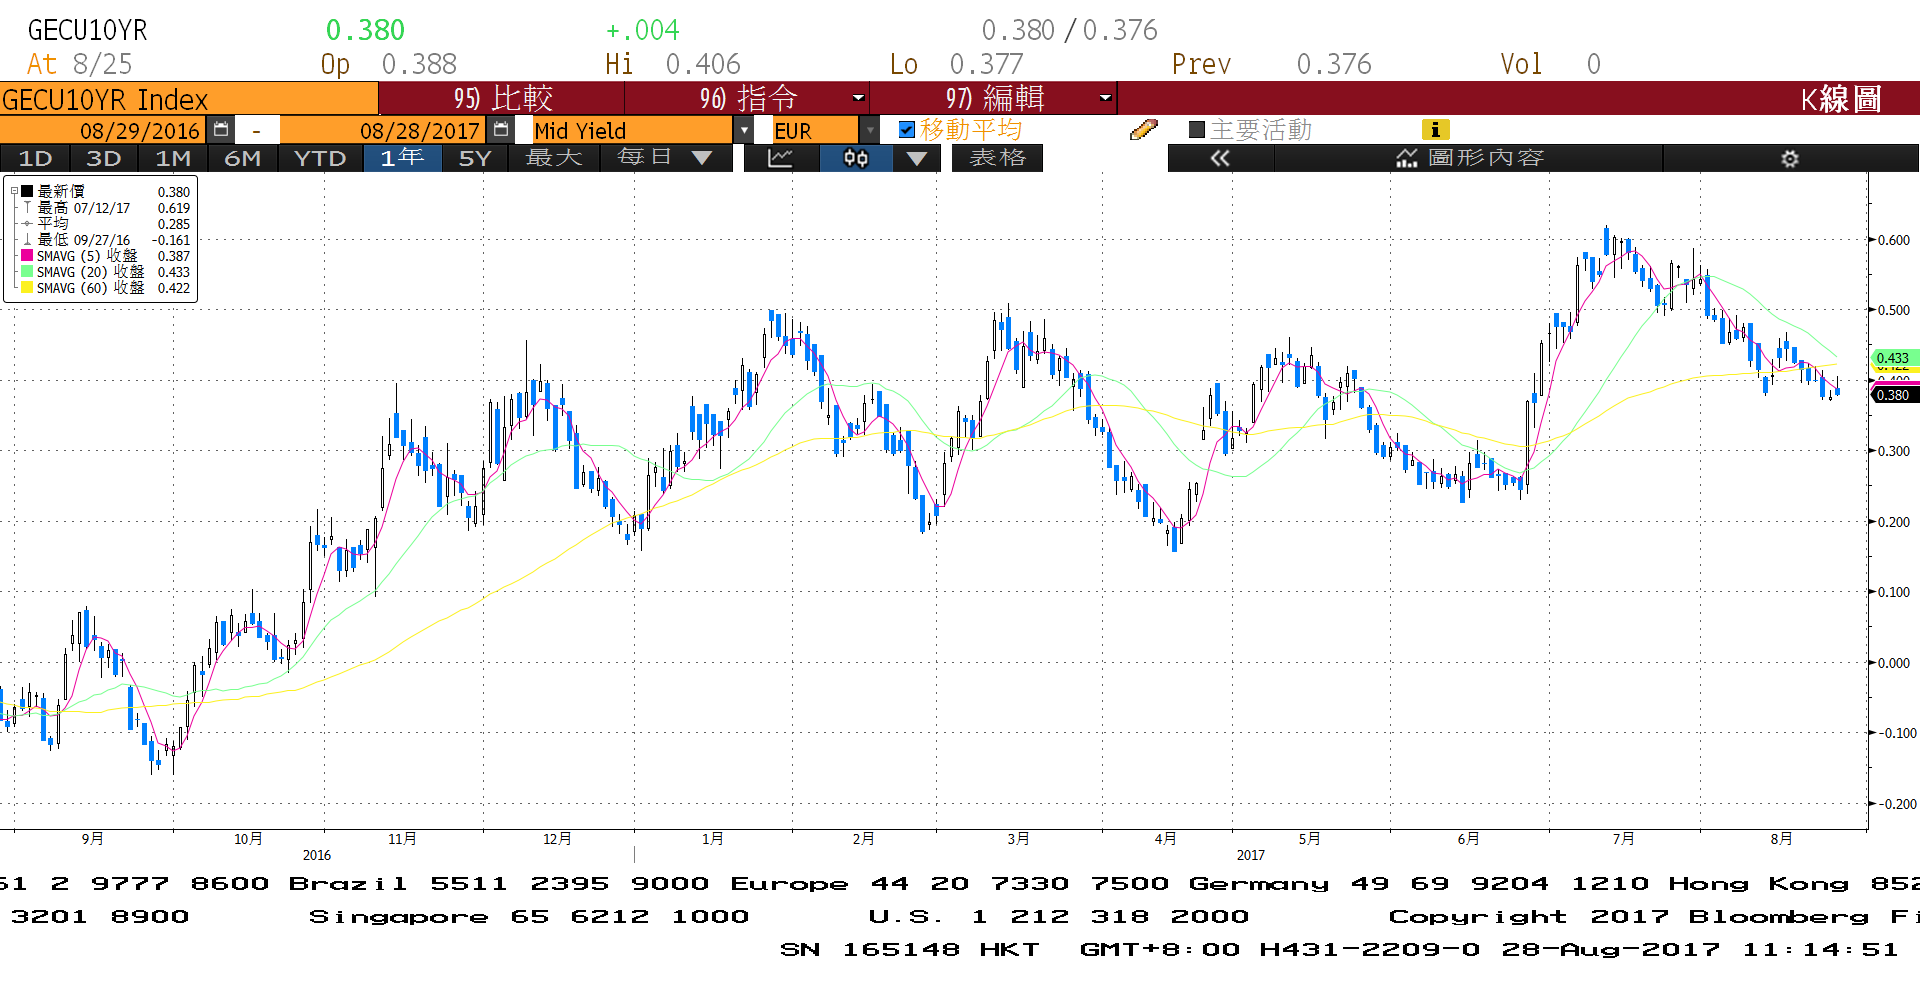 GECU10YR 0.380 +.004 0.380 / 0.376
At 8/25 Op 0.388 Hi 0.406 Lo 0.377 Prev 0.376 Vol 0
GECU10YR Index 95) 比較 96) 指令 97) 編輯 K線圖
08/29/2016 - 08/28/2017 Mid Yield EUR 移動平均 主要活動
1D 3D 1M 6M YTD 1年 5Y 最大 每日 表格 圖形內容
最新價 0.380
最高 07/12/17 0.619
平均 0.285
最低 09/27/16 -0.161
SMAVG (5) 收盤 0.387
SMAVG (20) 收盤 0.433
SMAVG (60) 收盤 0.422
0.600
0.500
0.433
0.422
0.400
0.380
0.300
0.200
0.100
0.000
-0.100
-0.200
9月 10月 11月 12月 1月 2月 3月 4月 5月 6月 7月 8月
2016 2017
61 2 9777 8600 Brazil 5511 2395 9000 Europe 44 20 7330 7500 Germany 49 69 9204 1210 Hong Kong 852
3201 8900 Singapore 65 6212 1000 U.S. 1 212 318 2000 Copyright 2017 Bloomberg Fi
SN 165148 HKT GMT+8:00 H431-2209-0 28-Aug-2017 11:14:51